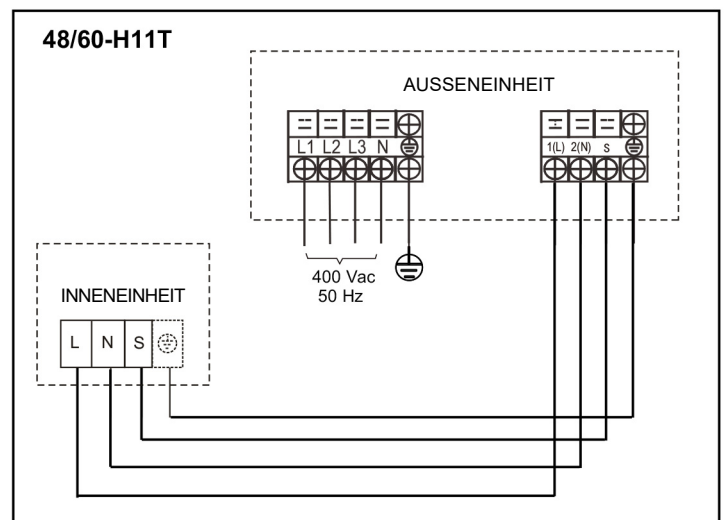 48/60-H11T
AUSSENEINHEIT
L1 L2 L3 N
1(L) 2(N) s
400 Vac
50 Hz
INNENEINHEIT
L N S